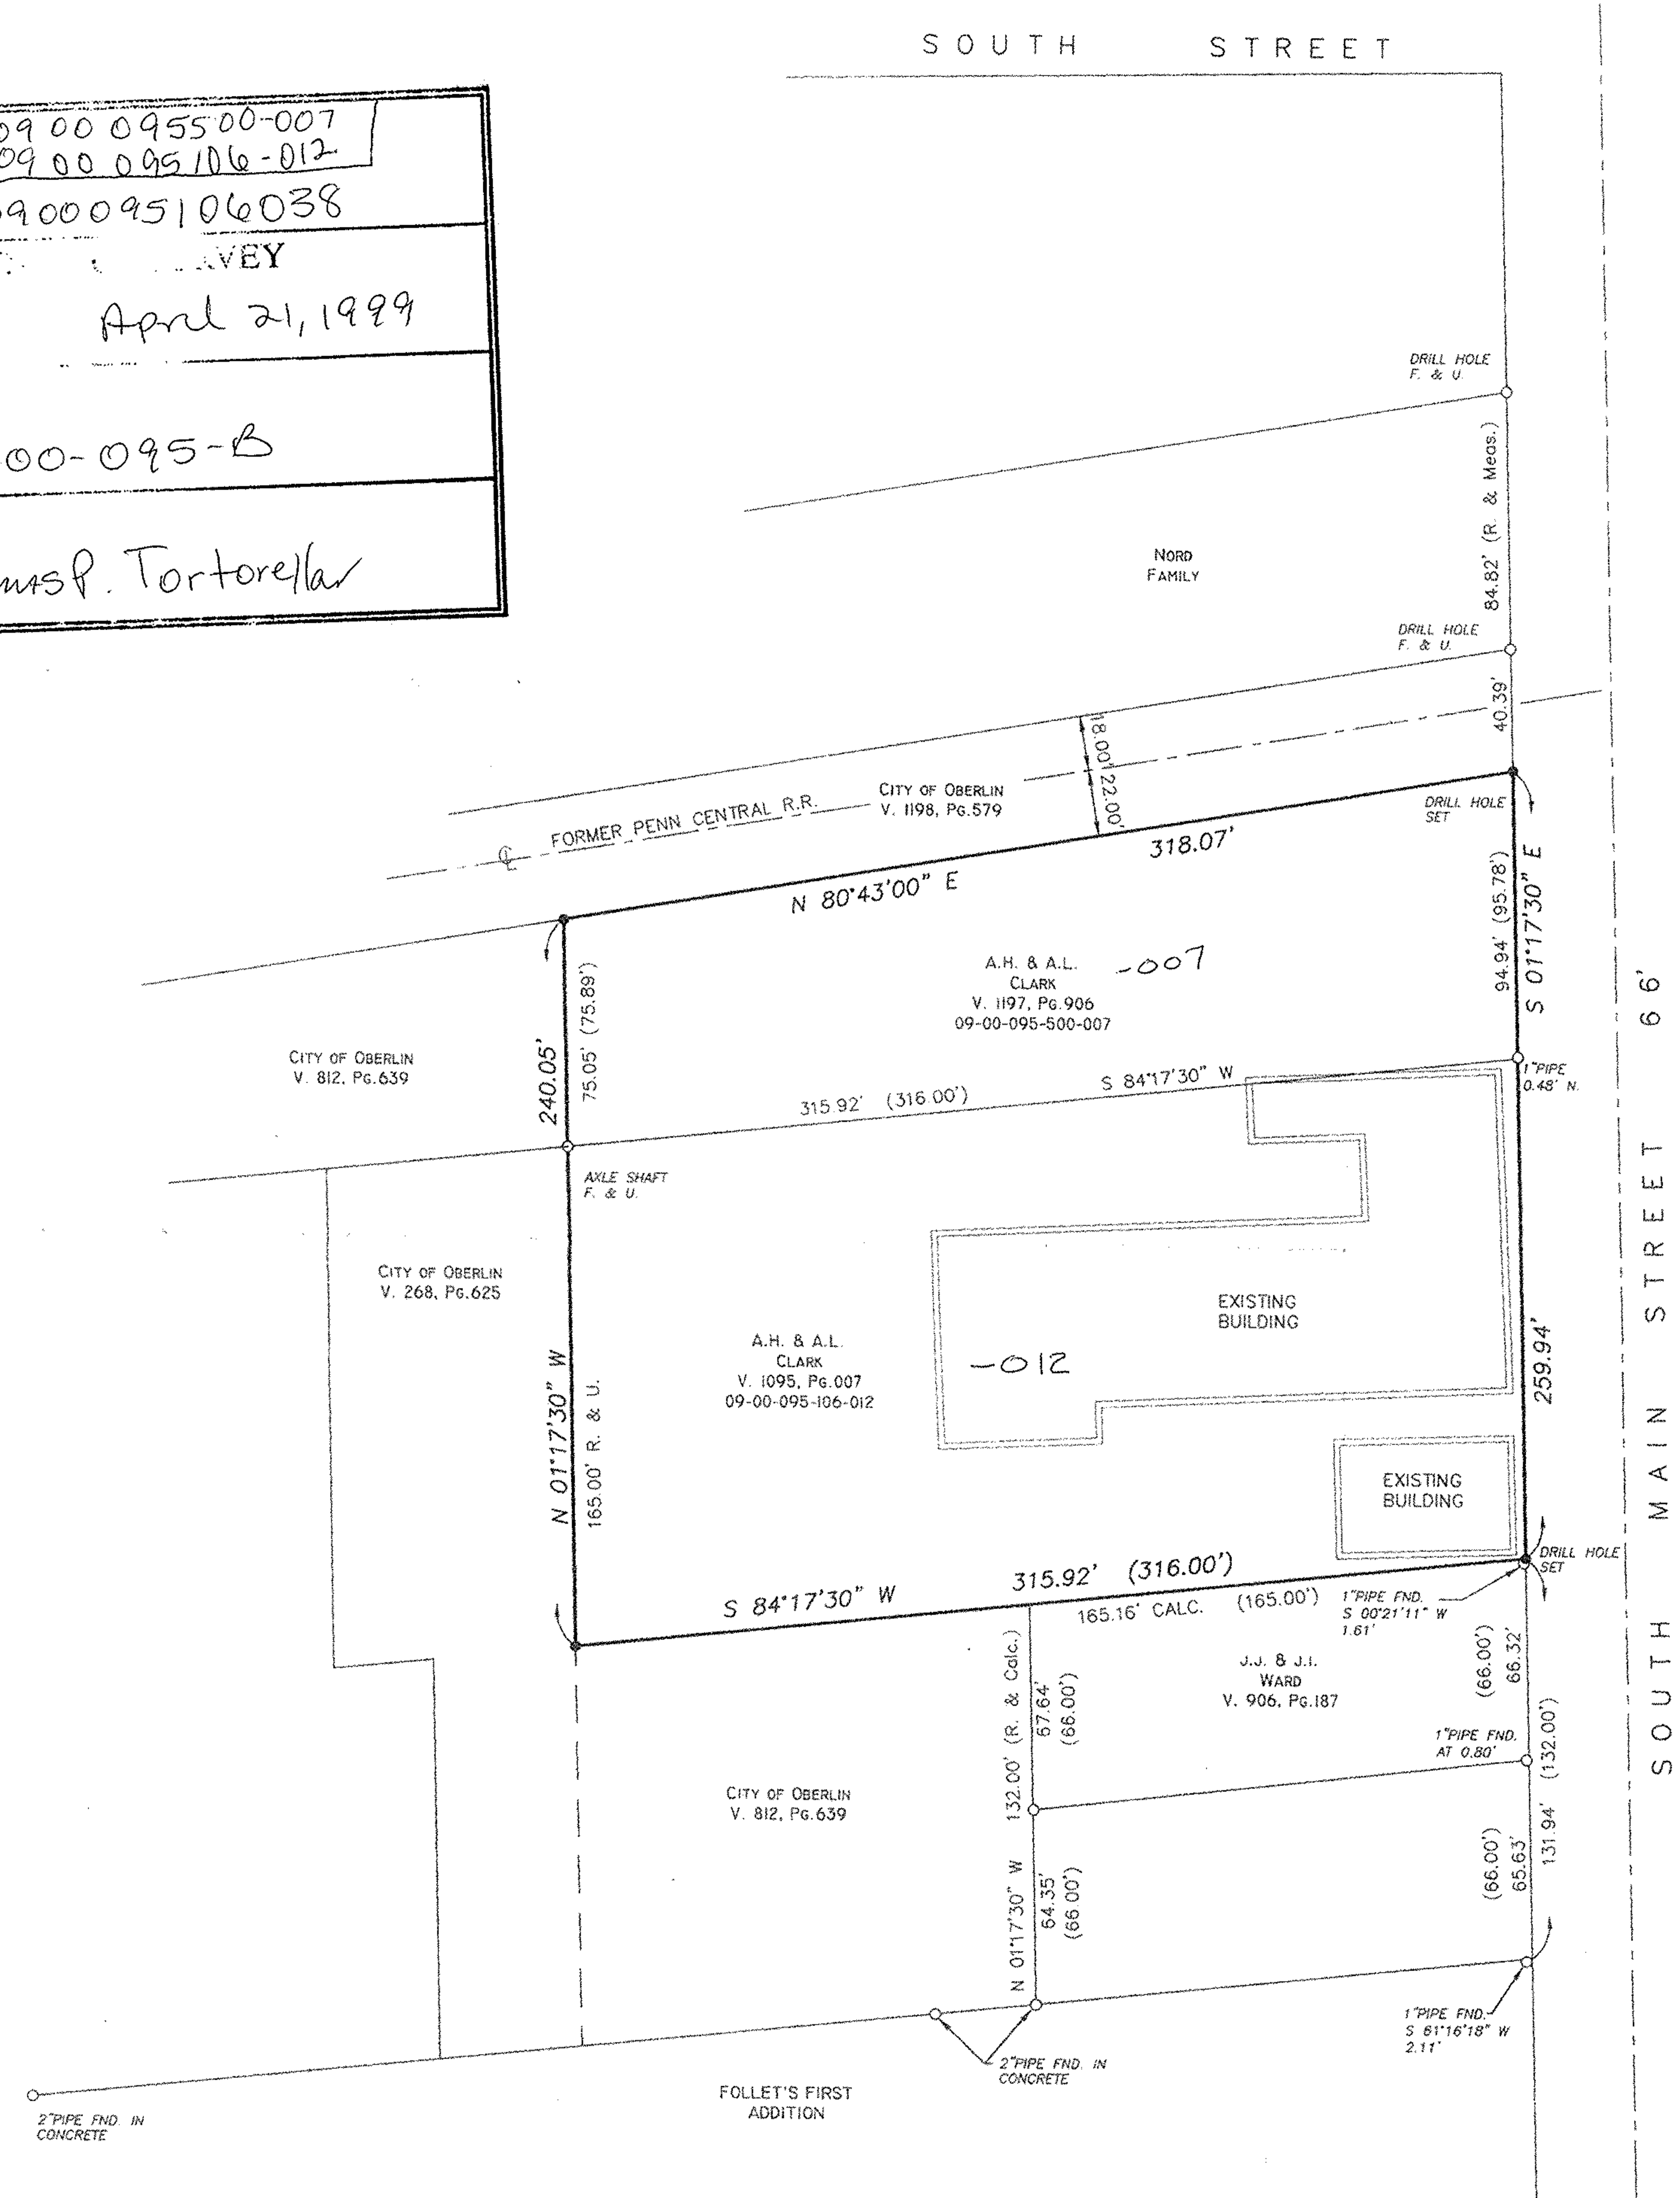 SOUTH STREET
09 00 095500-007
09 00 095106-012
0900095106038
VEY
April 21, 1999
00-095-B
P. Tortorella
DRILL HOLE
F. & U.
84.82' (R. & Meas.)
NORD
FAMILY
DRILL HOLE
F. & U.
40.39'
18.00'
22.00'
CITY OF OBERLIN
V. 1198, PG.579
FORMER PENN CENTRAL R.R.
℄
DRILL HOLE
SET
318.07'
N 80°43'00" E
94.94' (95.78')
S 01°17'30" E
A.H. & A.L.
CLARK
V. 1197, PG.906
09-00-095-500-007
-007
75.05' (75.89')
240.05'
CITY OF OBERLIN
V. 812, PG.639
S 84°17'30" W
315.92' (316.00')
1"PIPE
0.48' N.
AXLE SHAFT
F. & U.
CITY OF OBERLIN
V. 268, PG.625
EXISTING
BUILDING
A.H. & A.L.
CLARK
V. 1095, PG.007
09-00-095-106-012
-012
N 01°17'30" W
165.00' R. & U.
259.94'
EXISTING
BUILDING
SOUTH MAIN STREET 66'
DRILL HOLE
SET
315.92' (316.00')
S 84°17'30" W
165.16' CALC. (165.00')
1"PIPE FND.
S 00°21'11" W
1.61'
J.J. & J.I.
WARD
V. 906, PG.187
(66.00')
66.32'
132.00' (R. & Calc.)
67.64'
(66.00')
1"PIPE FND.
AT 0.80'
131.94' (132.00')
CITY OF OBERLIN
V. 812, PG.639
(66.00')
65.63'
N 01°17'30" W
64.35'
(66.00')
1"PIPE FND.
S 61°16'18" W
2.11'
2"PIPE FND. IN
CONCRETE
FOLLET'S FIRST
ADDITION
2"PIPE FND. IN
CONCRETE